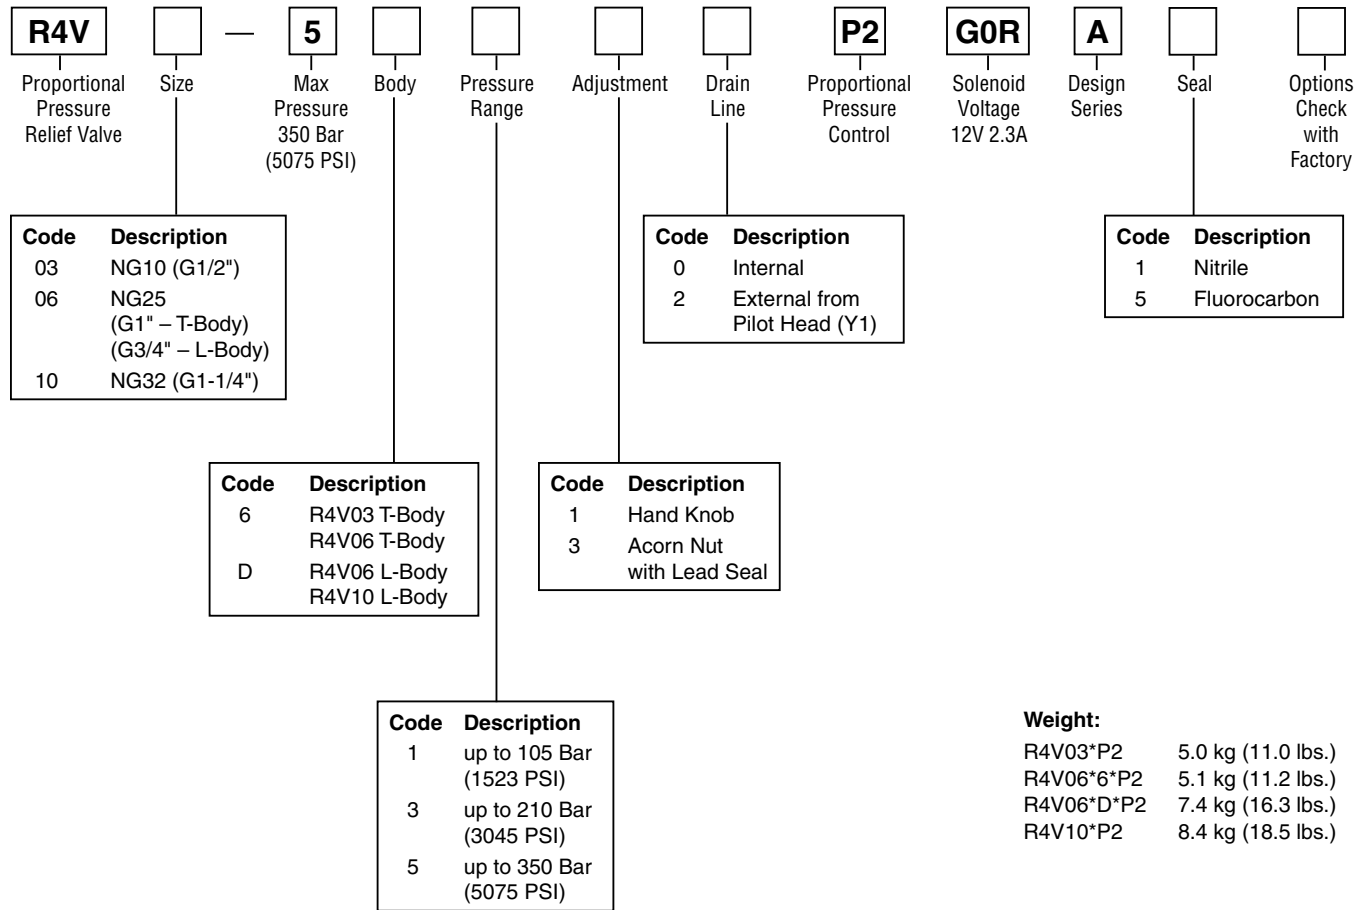 R4V — 5 P2 G0R A
Proportional
Pressure
Relief Valve
Size
Max
Pressure
350 Bar
(5075 PSI)
Body
Pressure
Range
Adjustment
Drain
Line
Proportional
Pressure
Control
Solenoid
Voltage
12V 2.3A
Design
Series
Seal
Options
Check
with
Factory
Code Description
03 NG10 (G1/2")
06 NG25
(G1" – T-Body)
(G3/4" – L-Body)
10 NG32 (G1-1/4")
Code Description
0 Internal
2 External from
Pilot Head (Y1)
Code Description
1 Nitrile
5 Fluorocarbon
Code Description
6 R4V03 T-Body
R4V06 T-Body
D R4V06 L-Body
R4V10 L-Body
Code Description
1 Hand Knob
3 Acorn Nut
with Lead Seal
Code Description
1 up to 105 Bar
(1523 PSI)
3 up to 210 Bar
(3045 PSI)
5 up to 350 Bar
(5075 PSI)
Weight:
R4V03*P2 5.0 kg (11.0 lbs.)
R4V06*6*P2 5.1 kg (11.2 lbs.)
R4V06*D*P2 7.4 kg (16.3 lbs.)
R4V10*P2 8.4 kg (18.5 lbs.)